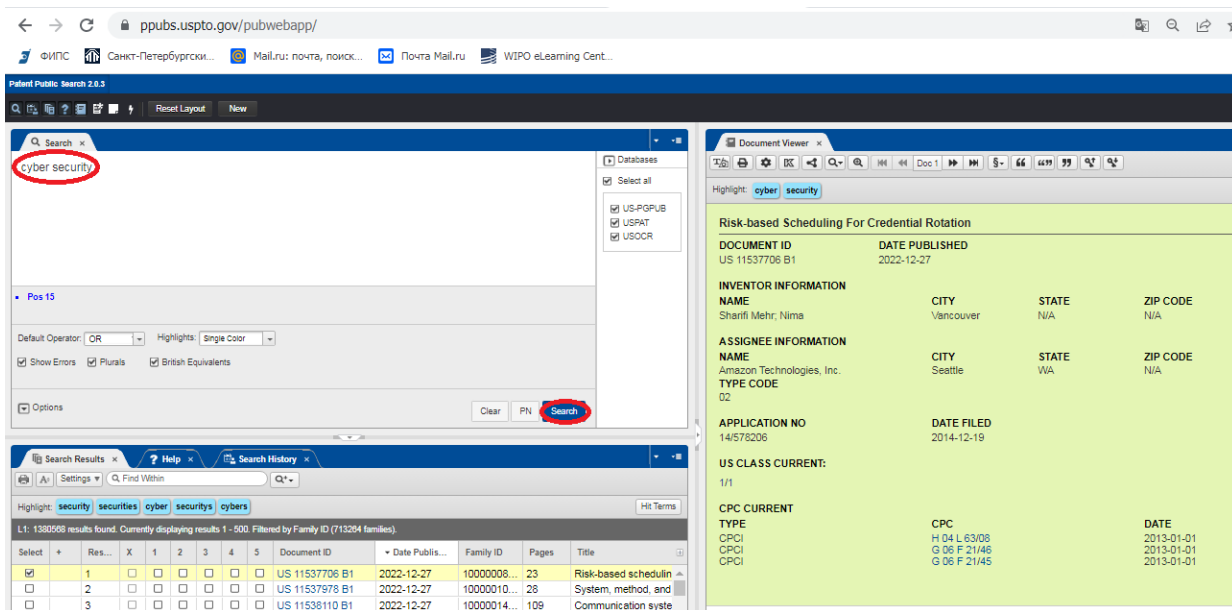 ppubs.uspto.gov/pubwebapp/
ФИПС Санкт-Петербургски... Mail.ru: почта, поиск... Почта Mail.ru WIPO eLearning Cent...
Patent Public Search 2.0.3
Reset Layout New
Search ×
cyber security
Databases
Select all
US-PGPUB
USPAT
USOCR
Pos 15
Default Operator: OR Highlights: Single Color
Show Errors Plurals British Equivalents
Options
Clear PN Search
Search Results × ? Help × Search History ×
Settings ▾ Find Within
Highlight: security securities cyber securitys cybers Hit Terms
L1: 1380568 results found. Currently displaying results 1 - 500. Filtered by Family ID (713264 families).
Select + Res... X 1 2 3 4 5 Document ID ▾ Date Publis... Family ID Pages Title
1 US 11537706 B1 2022-12-27 10000008... 23 Risk-based schedulin
2 US 11537978 B1 2022-12-27 10000010... 28 System, method, and
3 US 11538110 B1 2022-12-27 10000014... 109 Communication syste
Document Viewer ×
Doc 1 §
Highlight: cyber security
Risk-based Scheduling For Credential Rotation
DOCUMENT ID DATE PUBLISHED
US 11537706 B1 2022-12-27
INVENTOR INFORMATION
NAME CITY STATE ZIP CODE
Sharifi Mehr; Nima Vancouver N/A N/A
ASSIGNEE INFORMATION
NAME CITY STATE ZIP CODE
Amazon Technologies, Inc. Seattle WA N/A
TYPE CODE
02
APPLICATION NO DATE FILED
14/578206 2014-12-19
US CLASS CURRENT:
1/1
CPC CURRENT
TYPE CPC DATE
CPCI H 04 L 63/08 2013-01-01
CPCI G 06 F 21/46 2013-01-01
CPCI G 06 F 21/45 2013-01-01